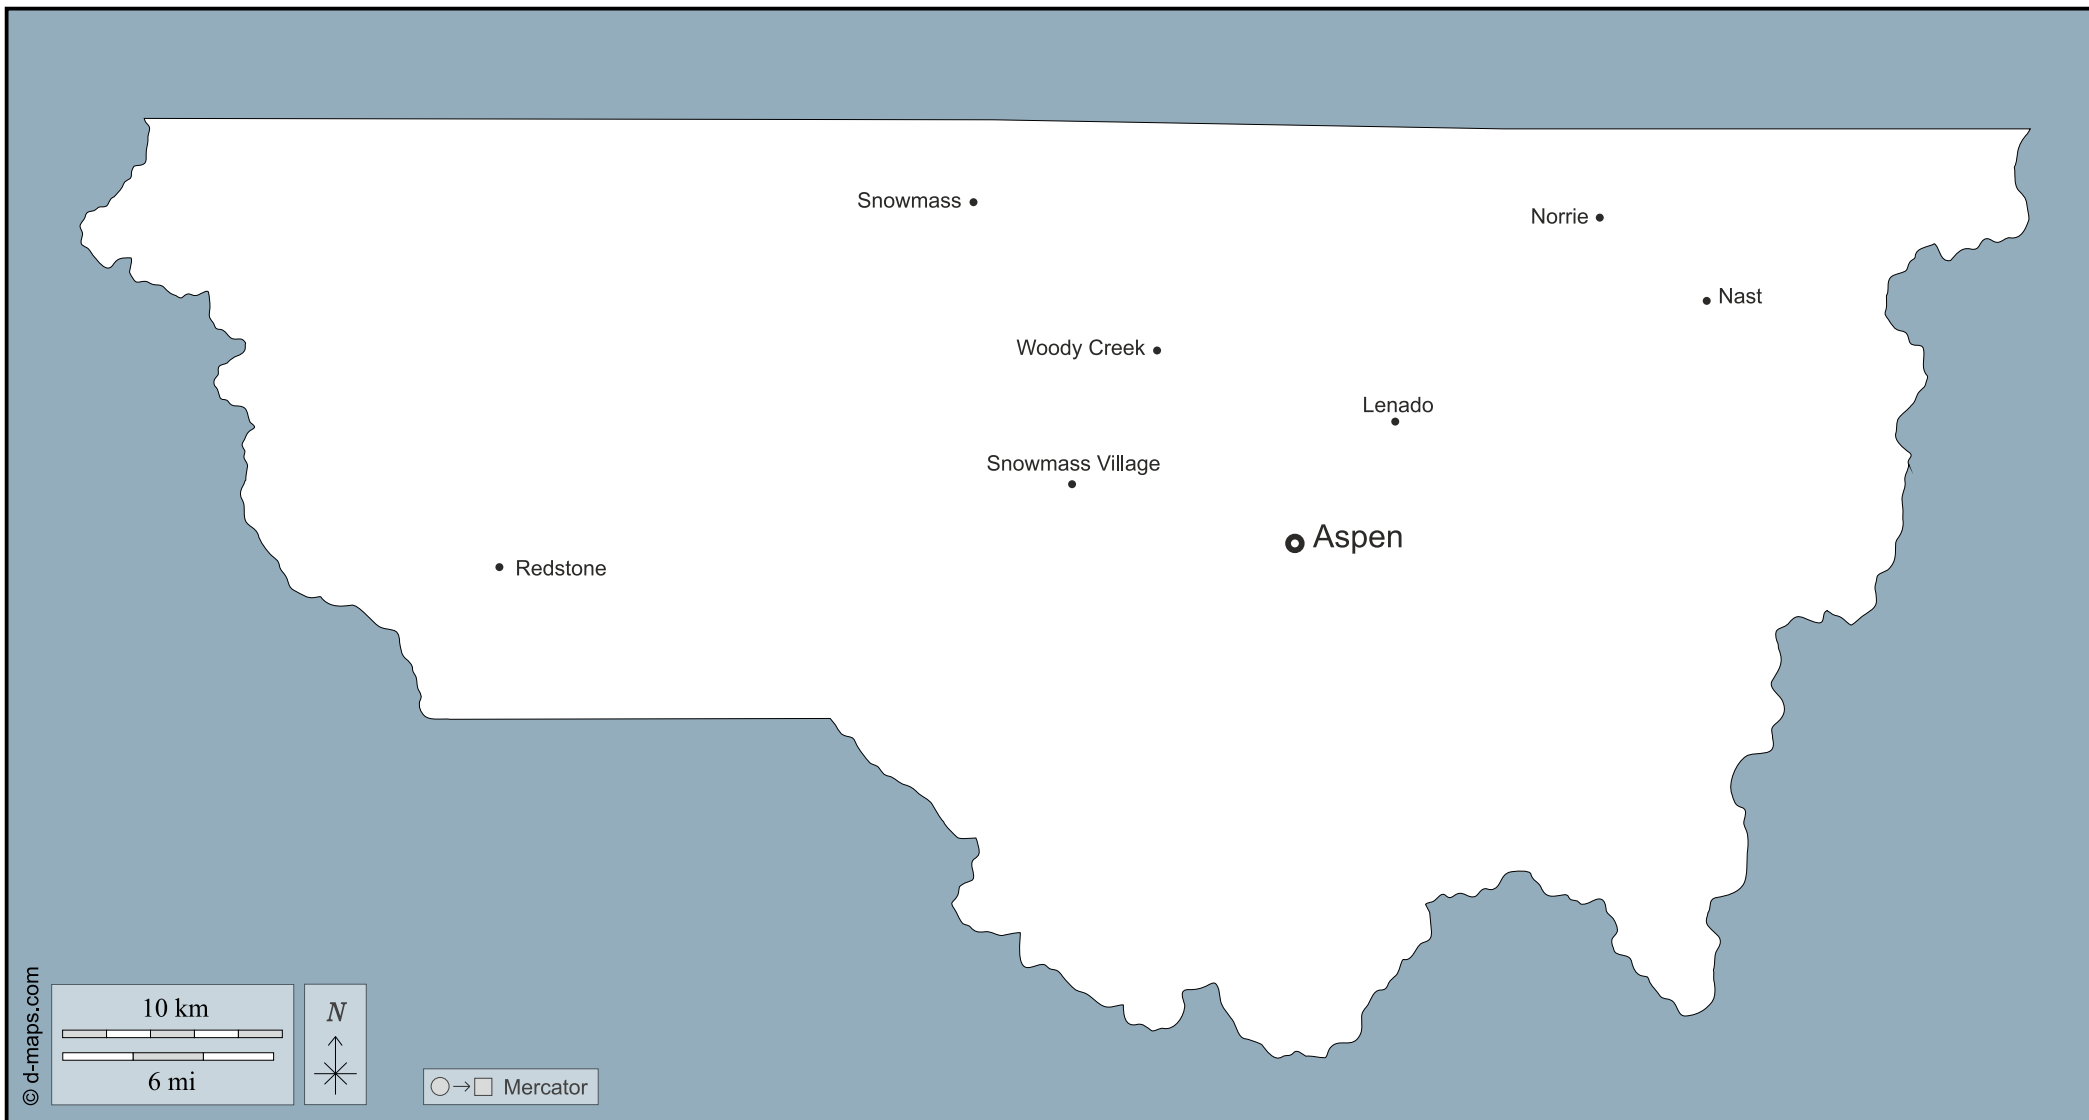 Snowmass
Norrie
Nast
Woody Creek
Lenado
Snowmass Village
Aspen
Redstone
© d-maps.com
10 km
6 mi
N
Mercator